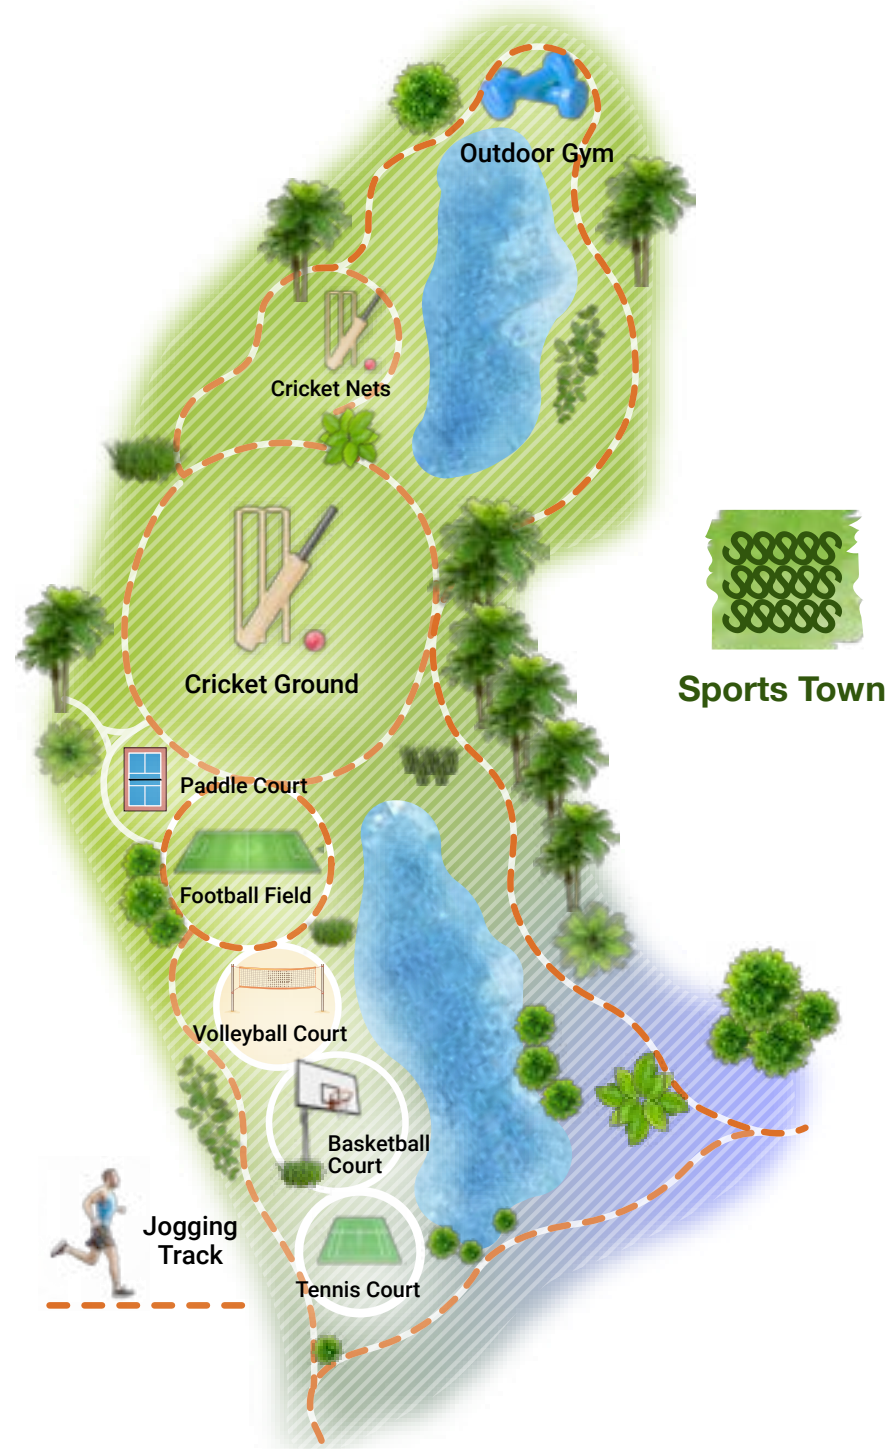 Outdoor Gym
Cricket Nets
Cricket Ground
Sports Town
Paddle Court
Football Field
Volleyball Court
Basketball
Court
Jogging
Track
Tennis Court